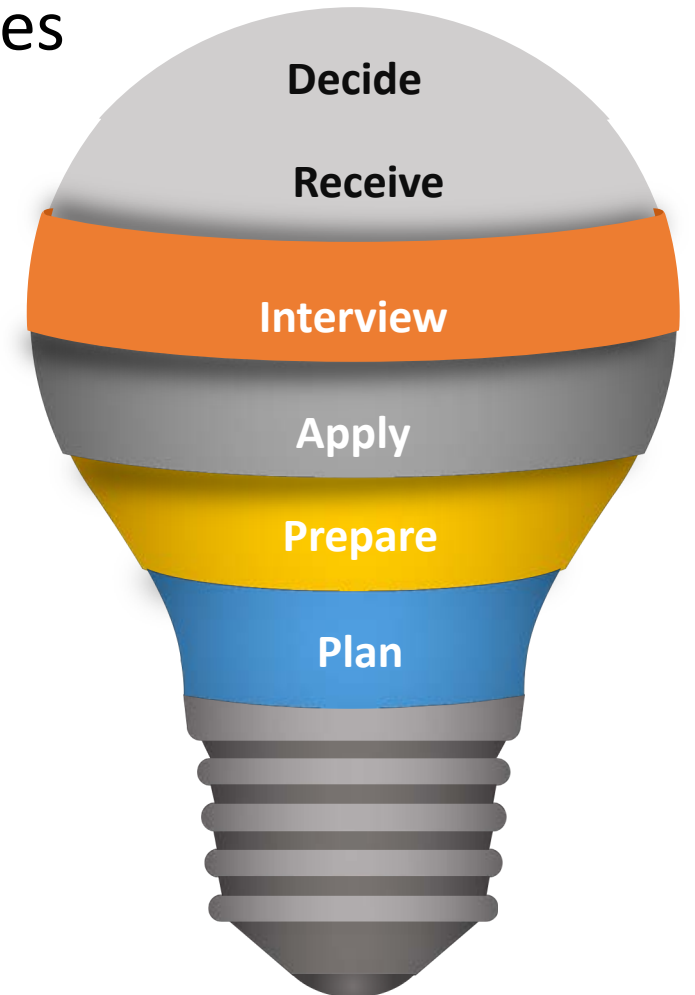 es
Decide
Receive
Interview
Apply
Prepare
Plan